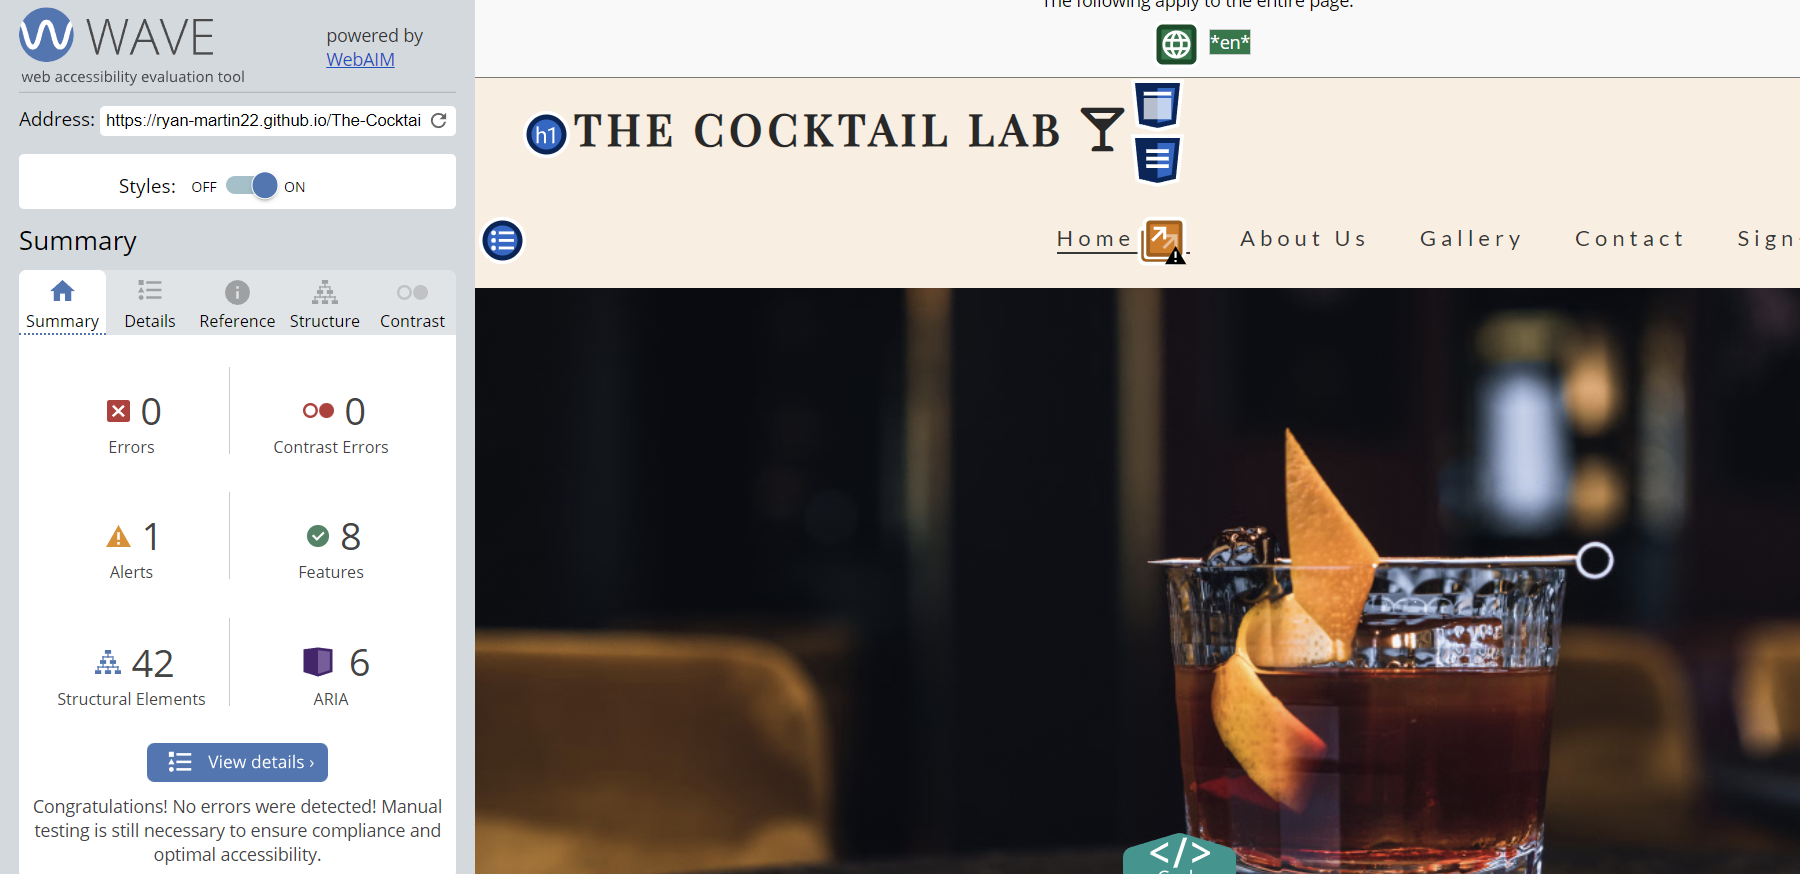 WAVE
web accessibility evaluation tool
powered by
WebAIM
Address: https://ryan-martin22.github.io/The-Cocktai
Styles: OFF ON
Summary
Summary Details Reference Structure Contrast
0 0
Errors Contrast Errors
1 8
Alerts Features
42 6
Structural Elements ARIA
View details ›
Congratulations! No errors were detected! Manual
testing is still necessary to ensure compliance and
optimal accessibility.
The following apply to the entire page.
*en*
h1 THE COCKTAIL LAB
Home About Us Gallery Contact Sign
</>